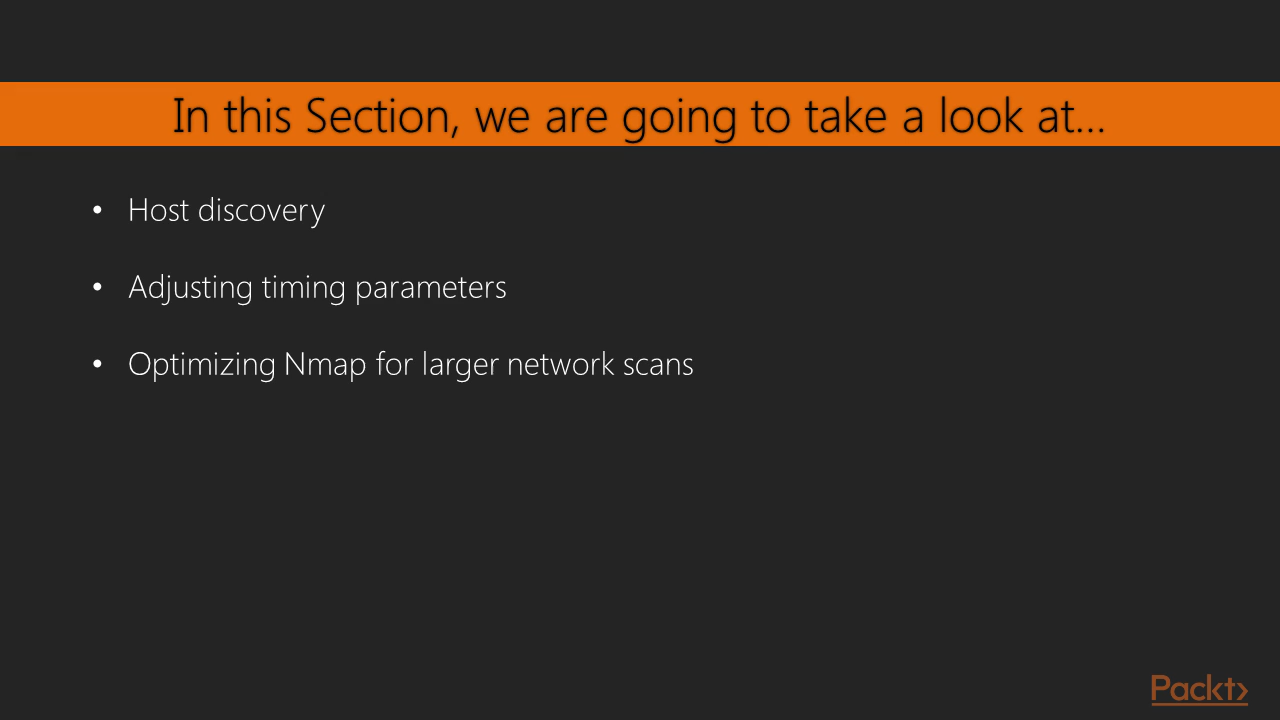 In this Section, we are going to take a look at...
• Host discovery
• Adjusting timing parameters
• Optimizing Nmap for larger network scans
Packt>